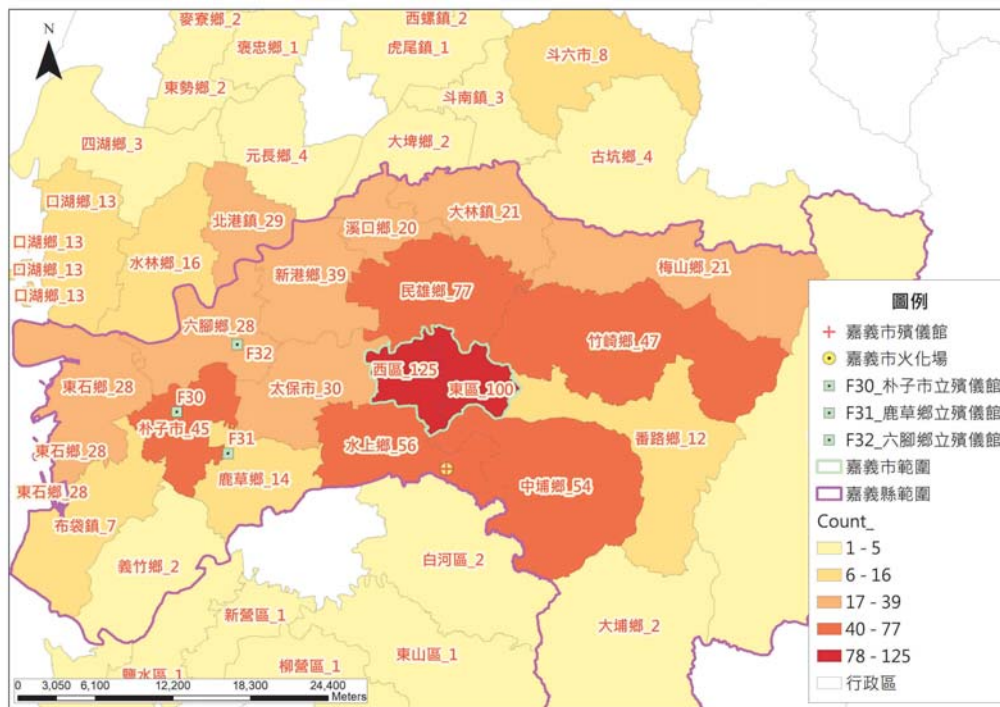 麥寮鄉_2
西螺鎮_2
褒忠鄉_1
虎尾鎮_1
斗六市_8
N
東勢鄉_2
斗南鎮_3
四湖鄉_3
元長鄉_4
大埤鄉_2
古坑鄉_4
口湖鄉_13
北港鎮_29
大林鎮_21
溪口鄉_20
口湖鄉_13
水林鄉_16
新港鄉_39
梅山鄉_21
口湖鄉_13
口湖鄉_13
民雄鄉_77
六腳鄉_28
竹崎鄉_47
F32
東石鄉_28
太保市_30
西區_125
東區_100
F30
朴子市_45
F31
水上鄉_56
番路鄉_12
東石鄉_28
鹿草鄉_14
中埔鄉_54
東石鄉_28
布袋鎮_7
義竹鄉_2
白河區_2
新營區_1
大埔鄉_2
鹽水區_1
柳營區_1
東山區_1
圖例
嘉義市殯儀館
嘉義市火化場
F30_朴子市立殯儀館
F31_鹿草鄉立殯儀館
F32_六腳鄉立殯儀館
嘉義市範圍
嘉義縣範圍
Count_
1 - 5
6 - 16
17 - 39
40 - 77
78 - 125
行政區
0 3,050 6,100 12,200 18,300 24,400
Meters